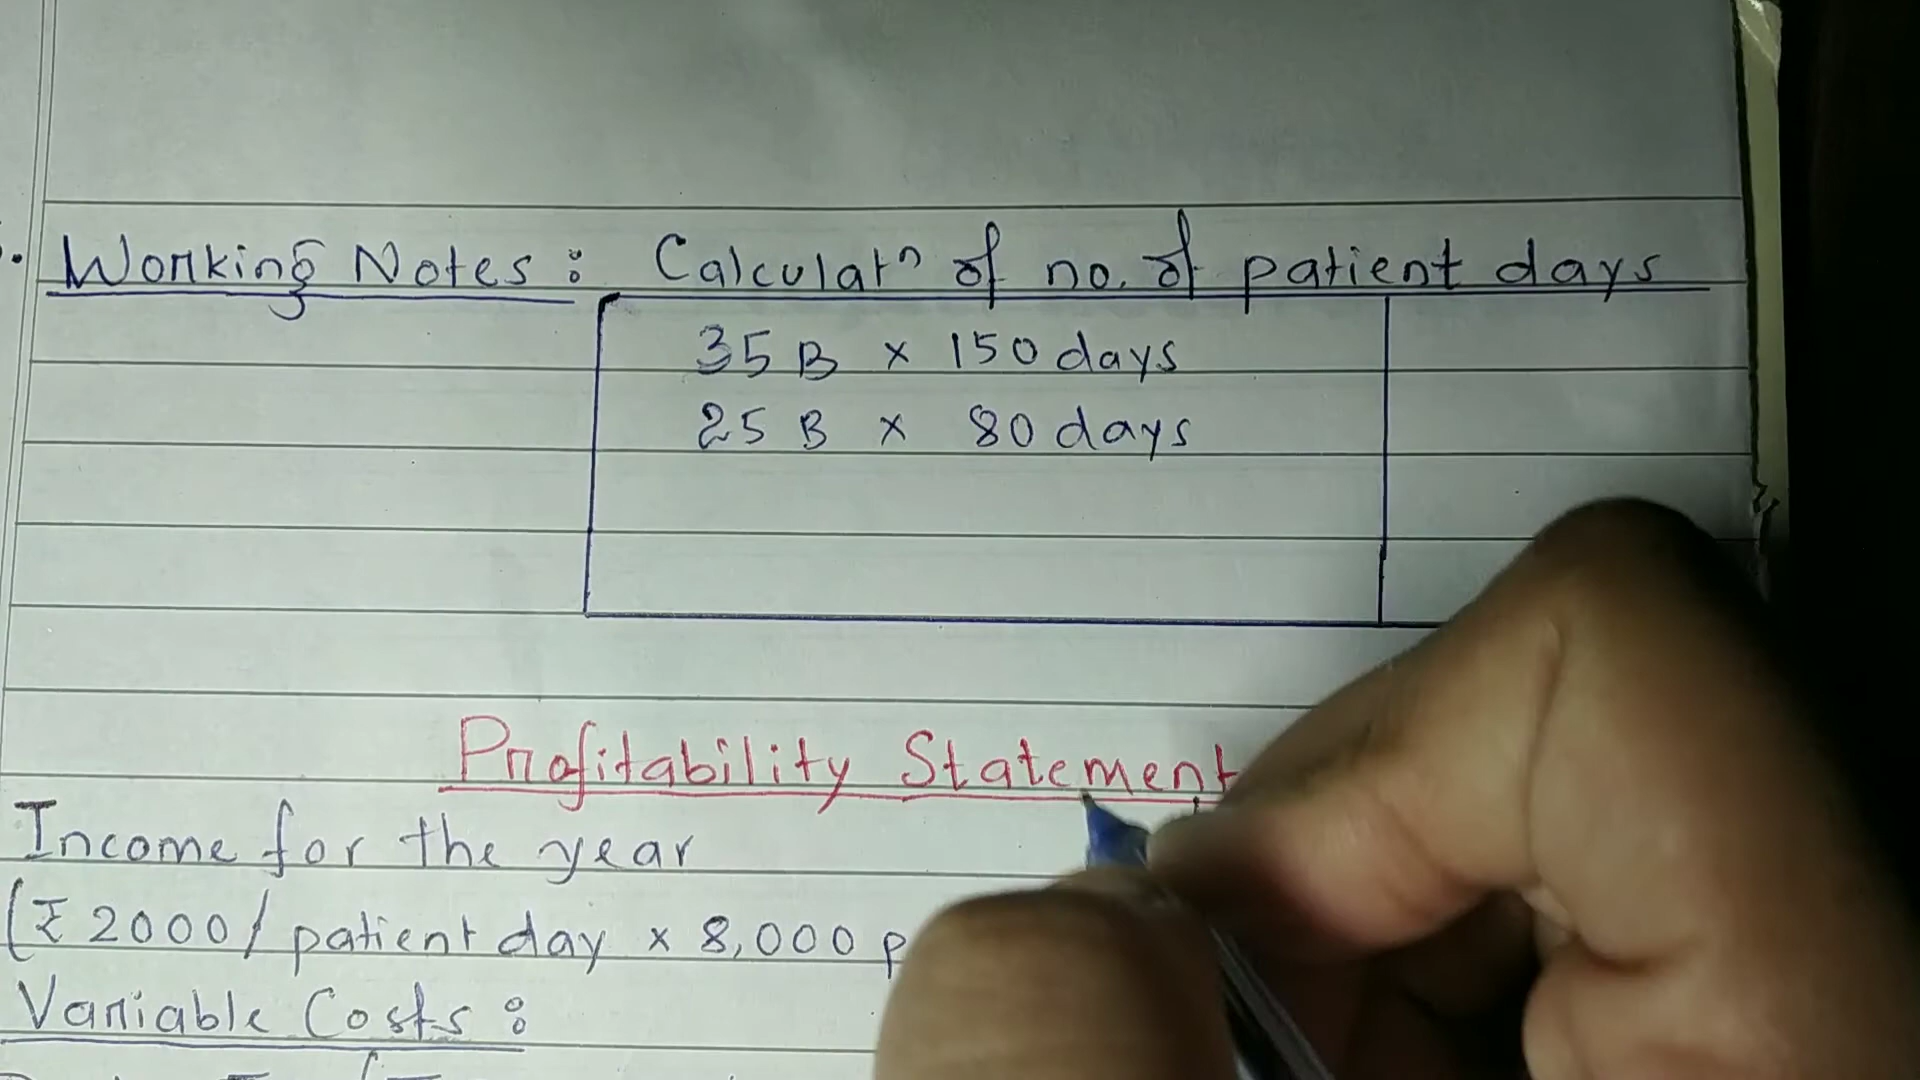 Working Notes : Calculatⁿ of no. of patient days
35 B × 150 days
25 B × 80 days
Profitability Statement
Income for the year
(₹ 2000/ patient day × 8,000 p
Variable Costs :